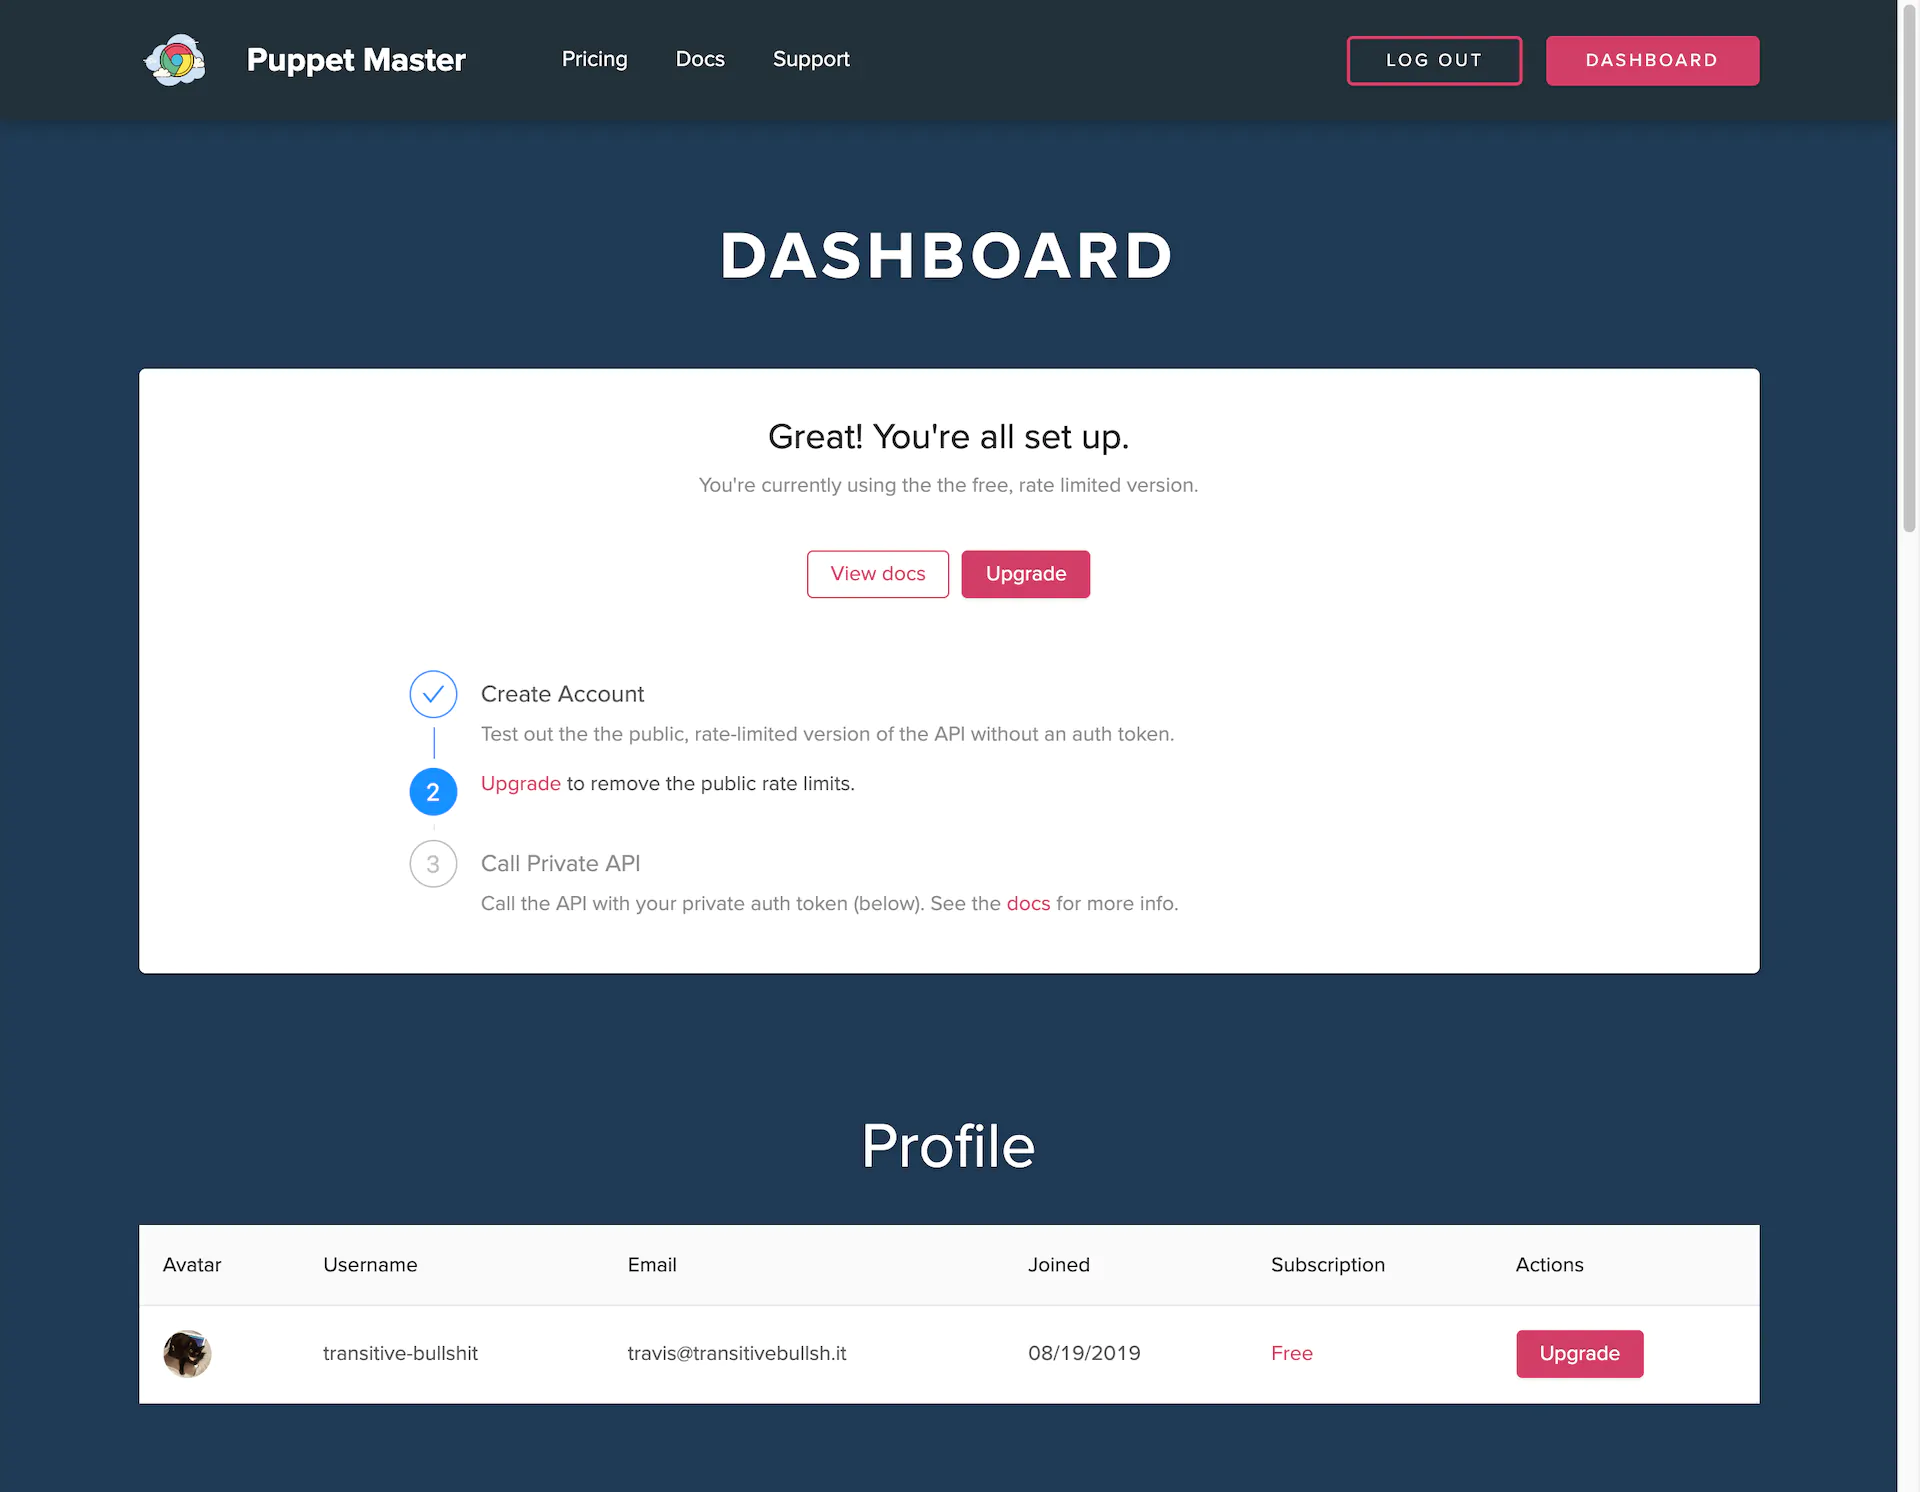 Puppet Master Pricing Docs Support LOG OUT DASHBOARD
DASHBOARD
Great! You're all set up.
You're currently using the the free, rate limited version.
View docs Upgrade
Create Account
Test out the the public, rate-limited version of the API without an auth token.
2 Upgrade to remove the public rate limits.
3 Call Private API
Call the API with your private auth token (below). See the docs for more info.
Profile
Avatar Username Email Joined Subscription Actions
transitive-bullshit travis@transitivebullsh.it 08/19/2019 Free Upgrade